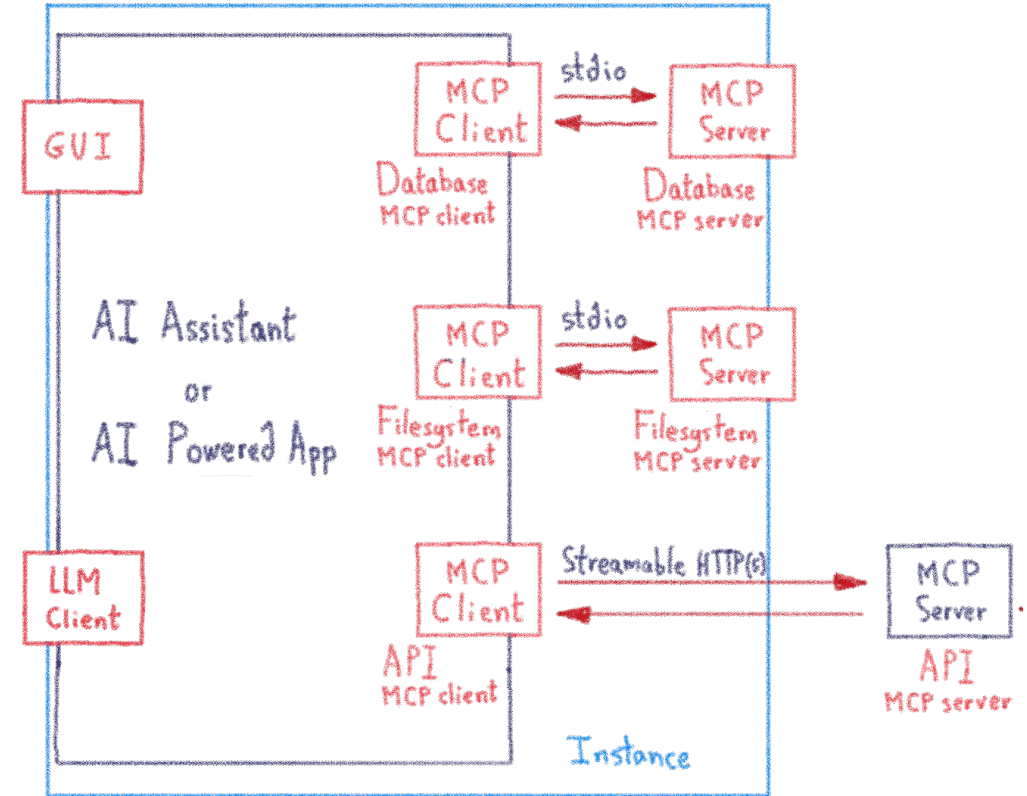 GUI
MCP
Client
stdio
MCP
Server
Database
MCP client
Database
MCP server
AI Assistant
or
AI Powered App
MCP
Client
stdio
MCP
Server
Filesystem
MCP client
Filesystem
MCP server
LLM
Client
MCP
Client
Streamable HTTP(s)
MCP
Server
API
MCP client
API
MCP server
Instance